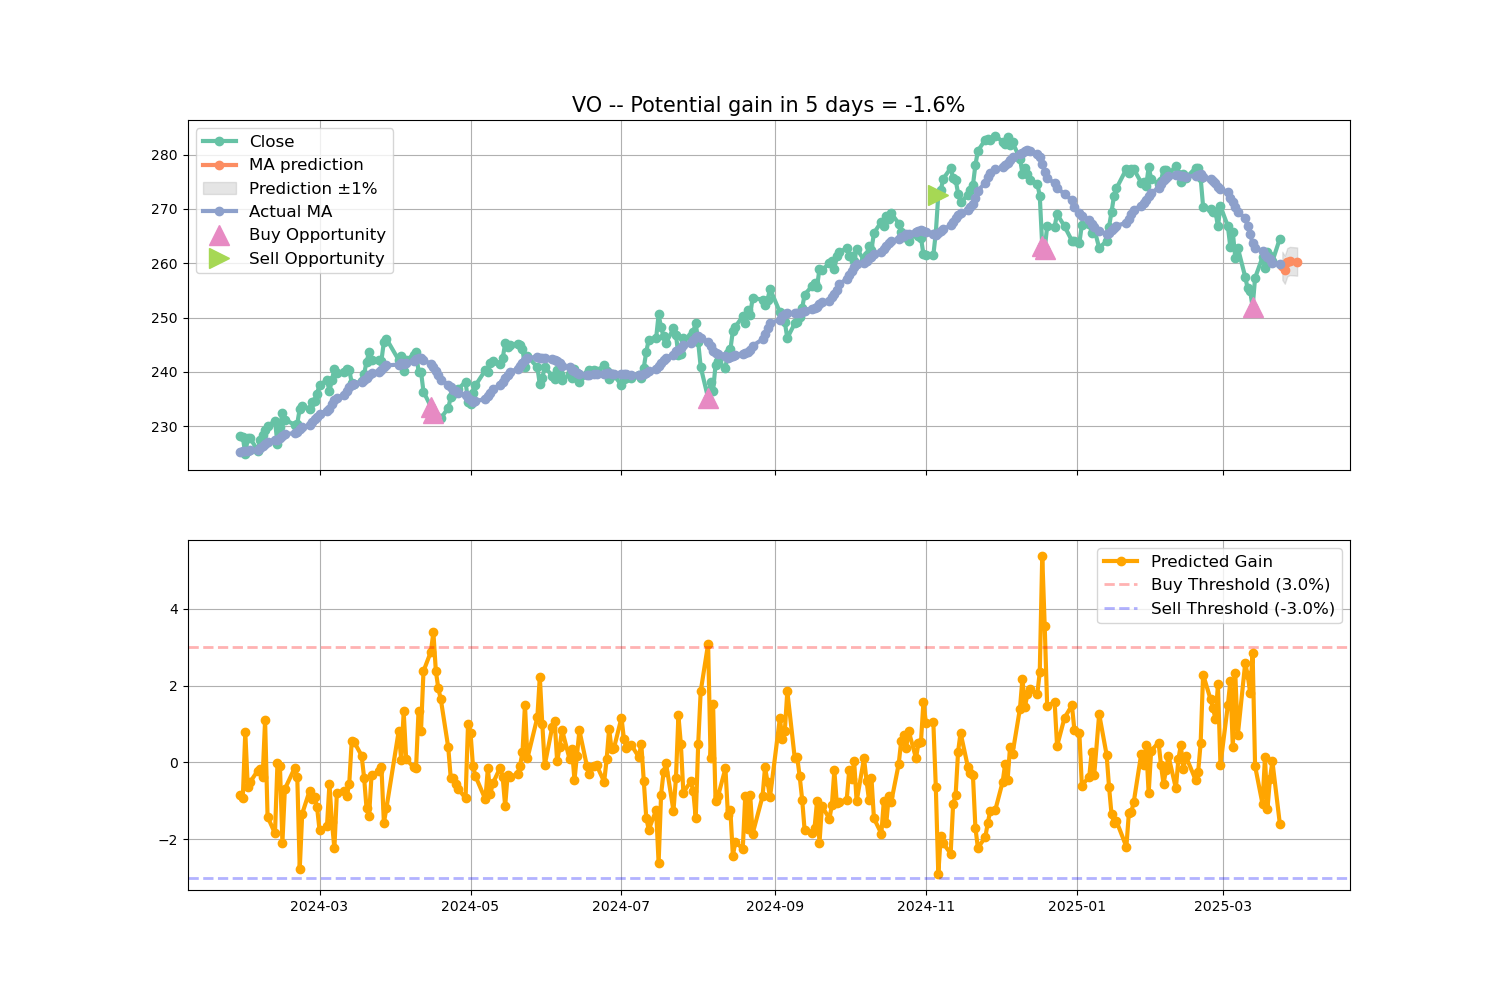 VO -- Potential gain in 5 days = -1.6%
Close
MA prediction
Prediction ±1%
Actual MA
Buy Opportunity
Sell Opportunity
280
270
260
250
240
230
Predicted Gain
Buy Threshold (3.0%)
Sell Threshold (-3.0%)
4
2
0
−2
2024-03 2024-05 2024-07 2024-09 2024-11 2025-01 2025-03